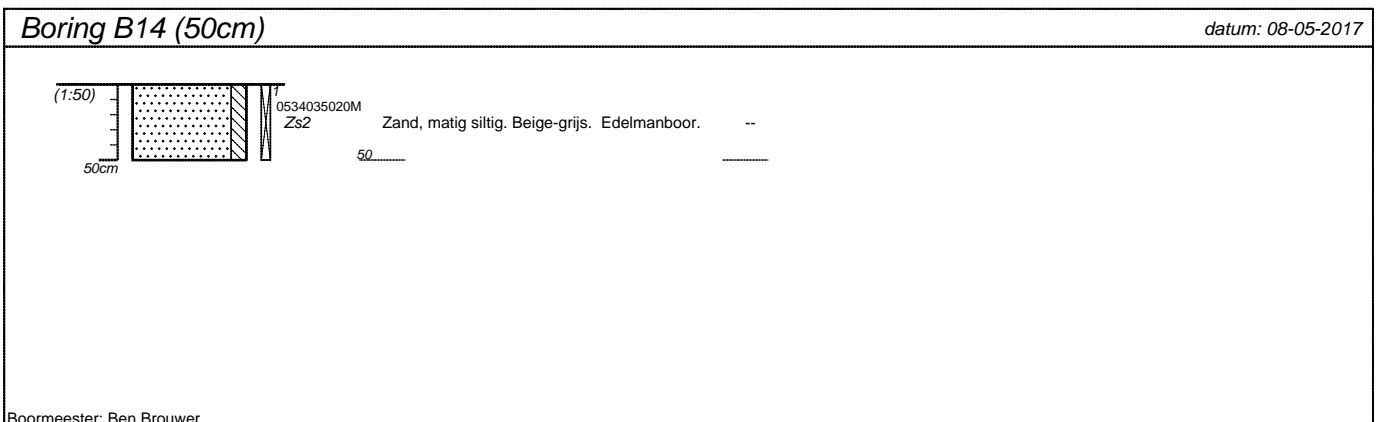 Boring B14 (50cm) datum: 08-05-2017
(1:50) 1
0534035020M
Zs2 Zand, matig siltig. Beige-grijs. Edelmanboor. --
50
50cm
Boormeester: Ben Brouwer